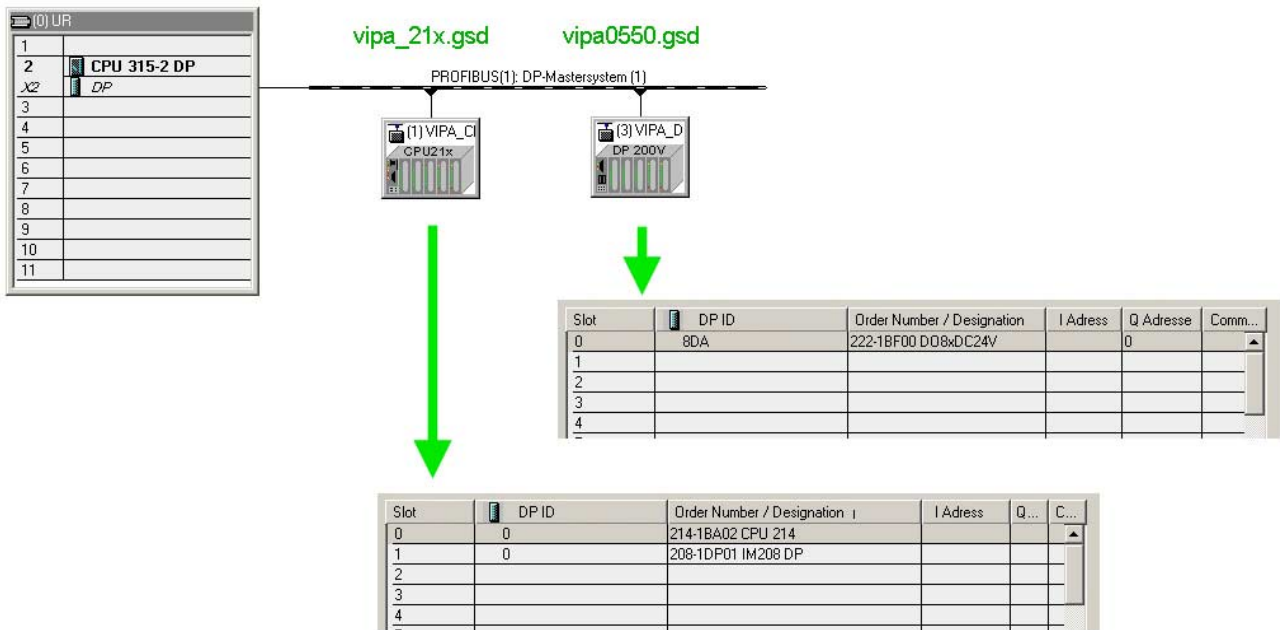 (0) UR
1
2 CPU 315-2 DP
X2 DP
3
4
5
6
7
8
9
10
11
vipa_21x.gsd vipa0550.gsd
PROFIBUS(1): DP-Mastersystem (1)
(1) VIPA_CI
CPU21x
(3) VIPA_D
DP 200V
Slot DP ID Order Number / Designation I Adress Q Adresse Comm...
0 8DA 222-1BF00 DO8xDC24V 0
1
2
3
4
Slot DP ID Order Number / Designation I Adress Q... C...
0 0 214-1BA02 CPU 214
1 0 208-1DP01 IM208 DP
2
3
4